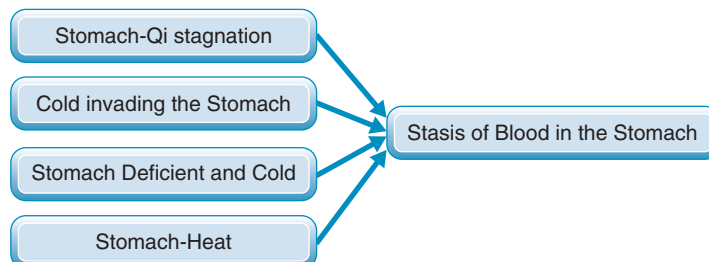 Stomach-Qi stagnation
Cold invading the Stomach
Stasis of Blood in the Stomach
Stomach Deficient and Cold
Stomach-Heat